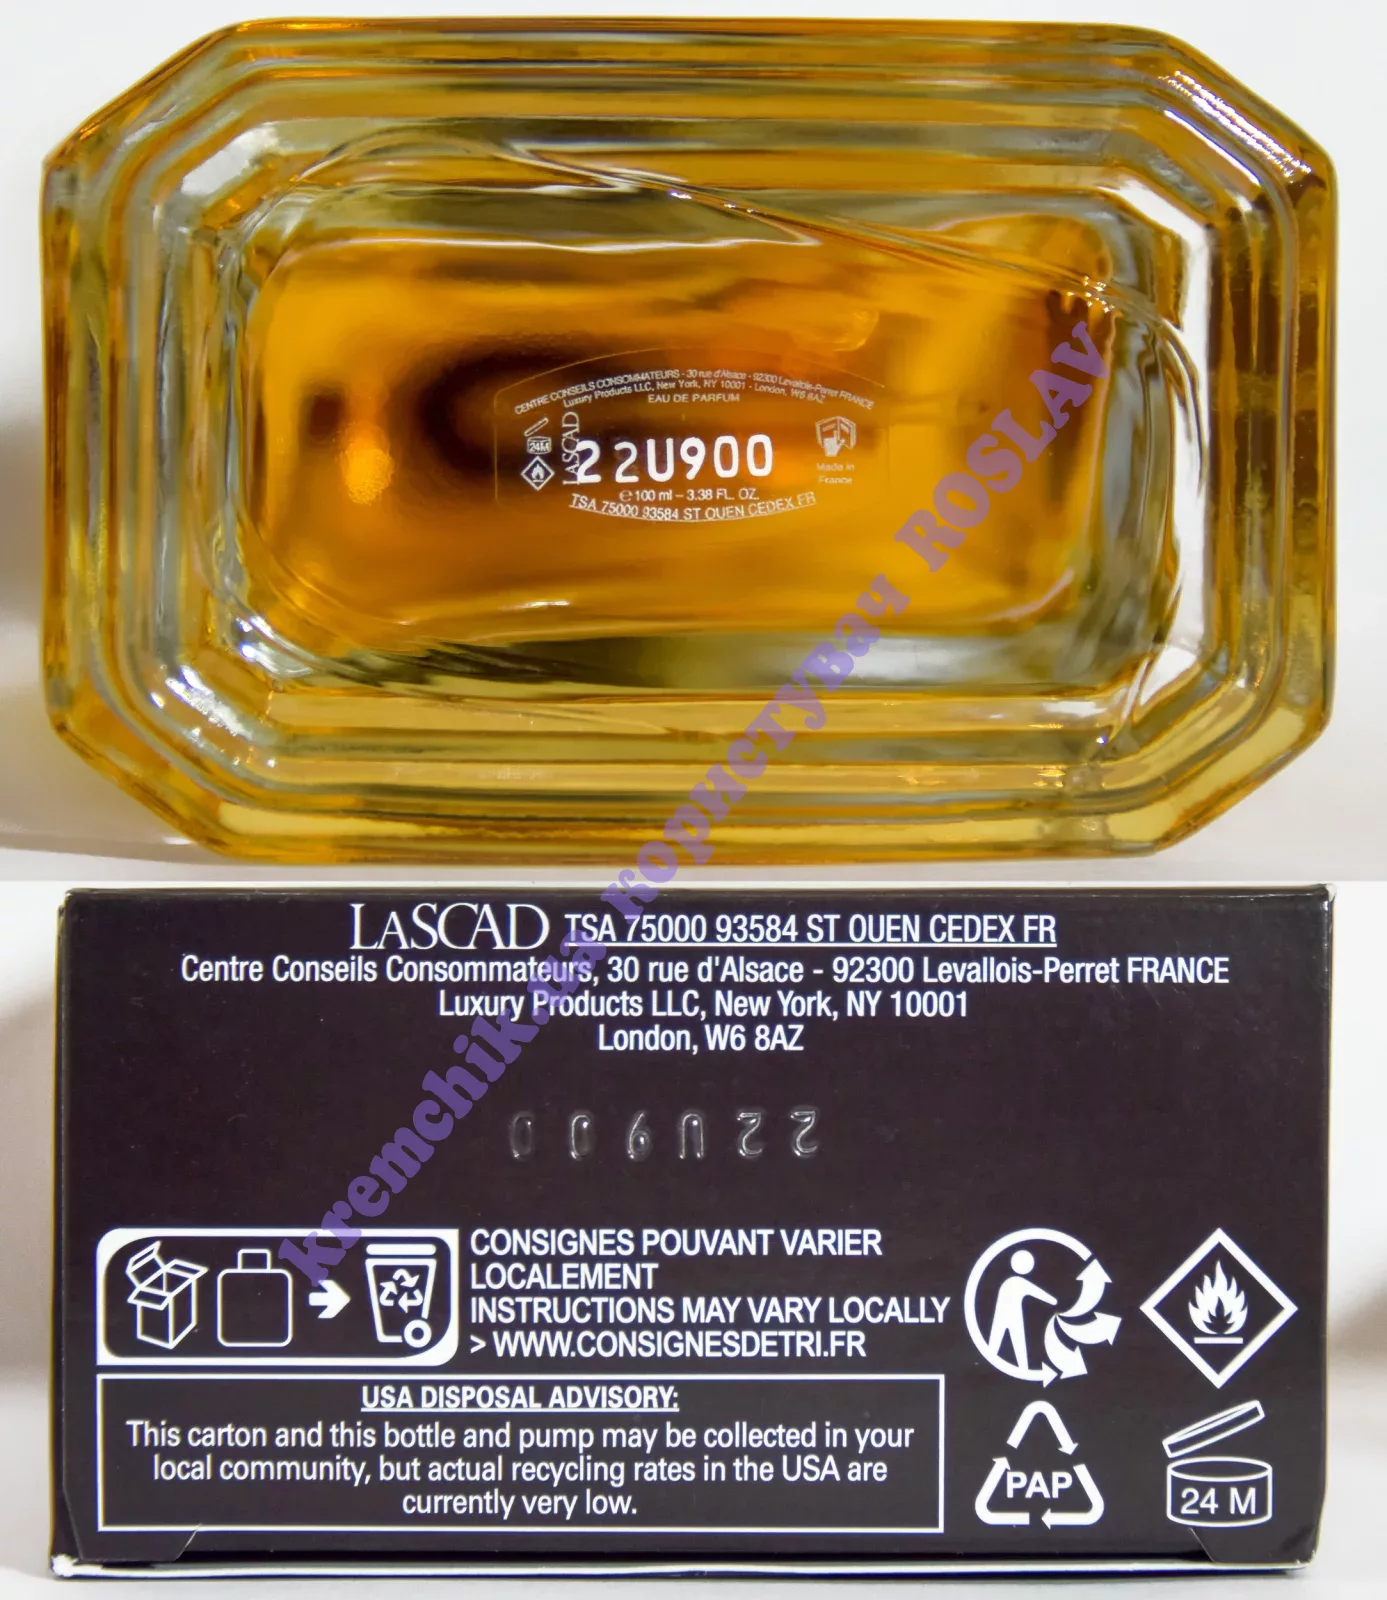 CENTRE CONSEILS CONSOMMATEURS - 30 rue d'Alsace - 92300 Levallois-Perret FRANCE
Luxury Products LLC, New York, NY 10001 - London, W6 8AZ
EAU DE PARFUM
24M
LASCAD
22U900
Made in
France
e 100 ml – 3.38 FL. OZ.
TSA 75000 93584 ST OUEN CEDEX FR
kremchik.ua користувач ROSLAV
LASCAD TSA 75000 93584 ST OUEN CEDEX FR
Centre Conseils Consommateurs, 30 rue d'Alsace - 92300 Levallois-Perret FRANCE
Luxury Products LLC, New York, NY 10001
London, W6 8AZ
22U900
CONSIGNES POUVANT VARIER
LOCALEMENT
INSTRUCTIONS MAY VARY LOCALLY
> WWW.CONSIGNESDETRI.FR
USA DISPOSAL ADVISORY:
This carton and this bottle and pump may be collected in your
local community, but actual recycling rates in the USA are
currently very low.
PAP
24 M